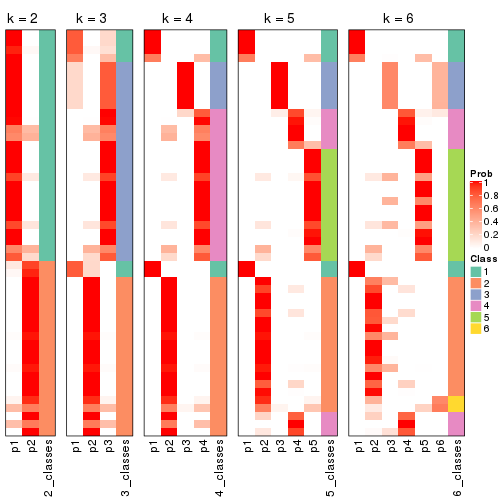 k = 2
k = 3
k = 4
k = 5
k = 6
p1
p2
2_classes
p1
p2
p3
3_classes
p1
p2
p3
p4
4_classes
p1
p2
p3
p4
p5
5_classes
p1
p2
p3
p4
p5
p6
6_classes
Prob
1
0.8
0.6
0.4
0.2
0
Class
1
2
3
4
5
6